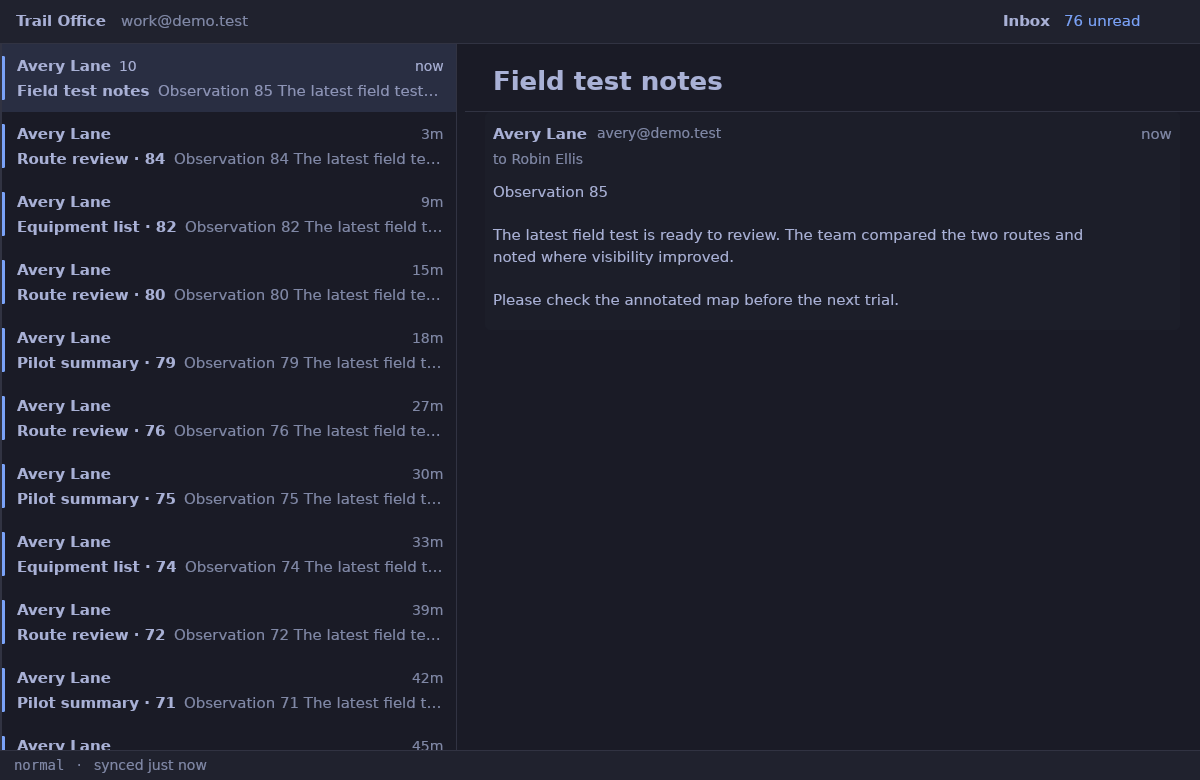 Trail Office work@demo.test
Inbox 76 unread
Avery Lane 10 now
Field test notes Observation 85 The latest field test…
Avery Lane 3m
Route review · 84 Observation 84 The latest field te…
Avery Lane 9m
Equipment list · 82 Observation 82 The latest field t…
Avery Lane 15m
Route review · 80 Observation 80 The latest field te…
Avery Lane 18m
Pilot summary · 79 Observation 79 The latest field t…
Avery Lane 27m
Route review · 76 Observation 76 The latest field te…
Avery Lane 30m
Pilot summary · 75 Observation 75 The latest field t…
Avery Lane 33m
Equipment list · 74 Observation 74 The latest field t…
Avery Lane 39m
Route review · 72 Observation 72 The latest field te…
Avery Lane 42m
Pilot summary · 71 Observation 71 The latest field t…
Avery Lane 45m
Field test notes
Avery Lane avery@demo.test now
to Robin Ellis
Observation 85
The latest field test is ready to review. The team compared the two routes and
noted where visibility improved.
Please check the annotated map before the next trial.
normal · synced just now